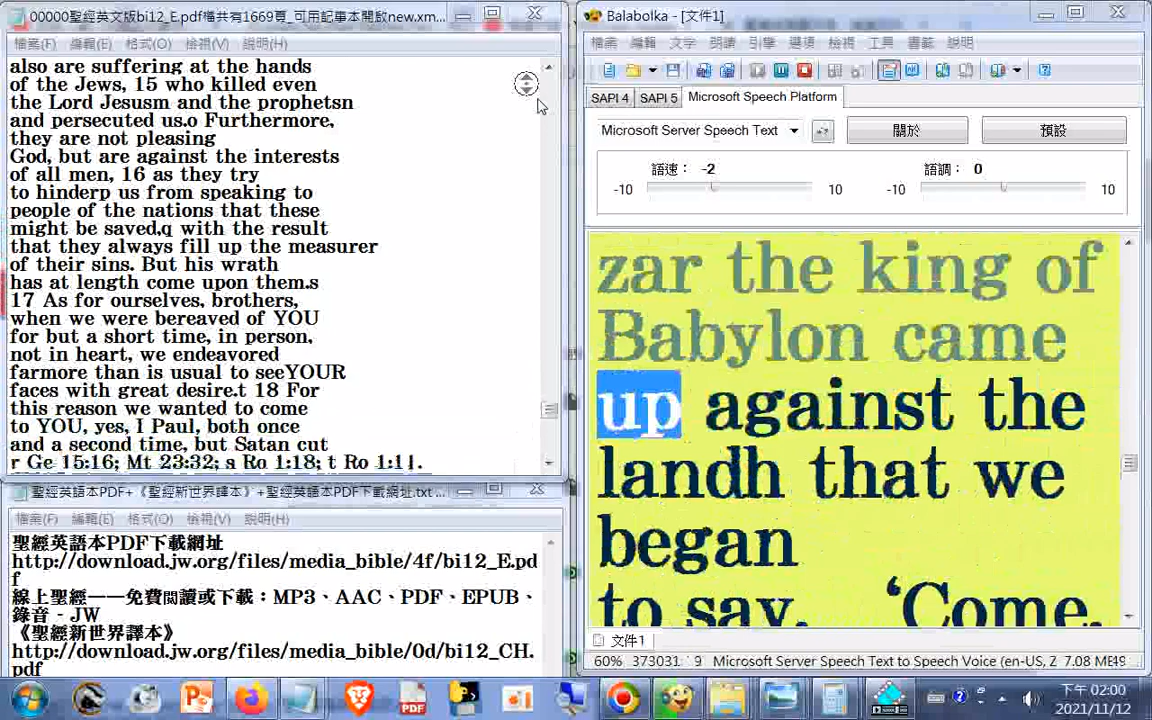 00000聖經英文版bi12_E.pdf檔共有1669頁_可用記事本開啟new.xm...
檔案(F) 編輯(E) 格式(O) 檢視(V) 說明(H)
also are suffering at the hands
of the Jews, 15 who killed even
the Lord Jesusm and the prophetsn
and persecuted us.o Furthermore,
they are not pleasing
God, but are against the interests
of all men, 16 as they try
to hinderp us from speaking to
people of the nations that these
might be saved,q with the result
that they always fill up the measurer
of their sins. But his wrath
has at length come upon them.s
17 As for ourselves, brothers,
when we were bereaved of YOU
for but a short time, in person,
not in heart, we endeavored
farmore than is usual to seeYOUR
faces with great desire.t 18 For
this reason we wanted to come
to YOU, yes, I Paul, both once
and a second time, but Satan cut
r Ge 15:16; Mt 23:32; s Ro 1:18; t Ro 1:11.
聖經英語本PDF+《聖經新世界譯本》+聖經英語本PDF下載網址.txt ...
檔案(F) 編輯(E) 格式(O) 檢視(V) 說明(H)
聖經英語本PDF下載網址
http://download.jw.org/files/media_bible/4f/bi12_E.pd
f
線上聖經——免費閱讀或下載：MP3、AAC、PDF、EPUB、
錄音 - JW
《聖經新世界譯本》
http://download.jw.org/files/media_bible/0d/bi12_CH.
pdf
Balabolka - [文件1]
檔案 編輯 文字 朗讀 引擎 選項 檢視 工具 書籤 說明
SAPI 4 SAPI 5 Microsoft Speech Platform
Microsoft Server Speech Text 關於 預設
語速： -2 語調： 0
-10 10 -10 10
zar the king of
Babylon came
up against the
landh that we
began
to say, ‘Come,
文件1
60% 373031 9 Microsoft Server Speech Text to Speech Voice (en-US, Z 7.08 ME49
下午 02:00
2021/11/12